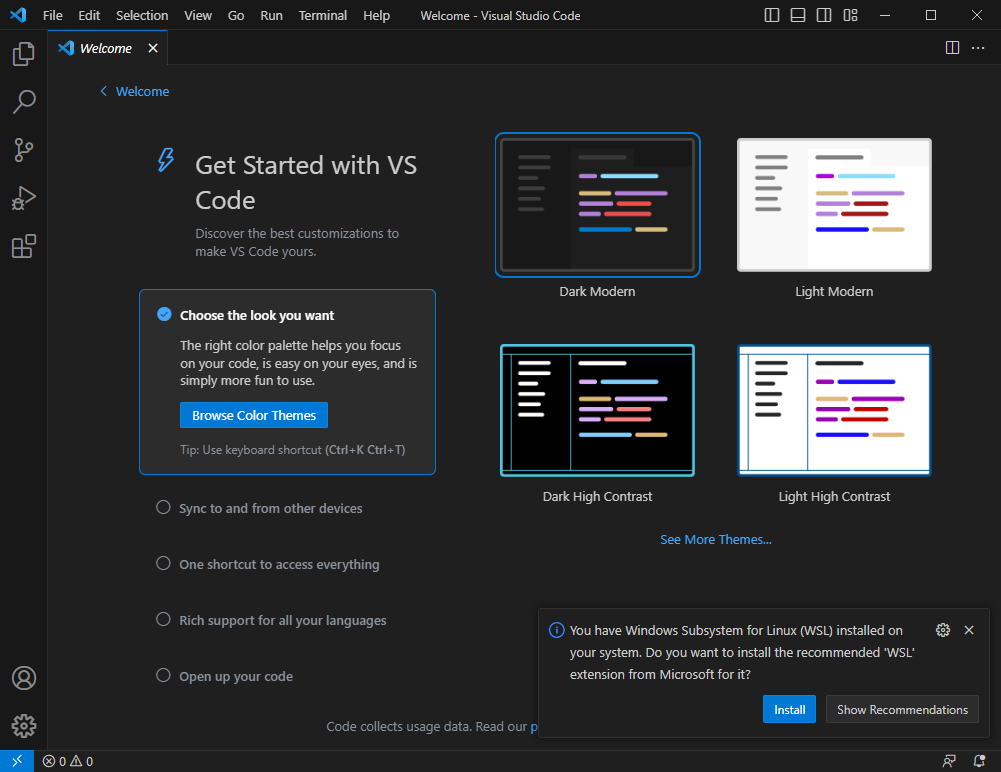 File Edit Selection View Go Run Terminal Help Welcome - Visual Studio Code
Welcome
Welcome
Get Started with VS
Code
Discover the best customizations to
make VS Code yours.
Choose the look you want
The right color palette helps you focus
on your code, is easy on your eyes, and is
simply more fun to use.
Browse Color Themes
Tip: Use keyboard shortcut (Ctrl+K Ctrl+T)
Sync to and from other devices
One shortcut to access everything
Rich support for all your languages
Open up your code
Dark Modern
Light Modern
Dark High Contrast
Light High Contrast
See More Themes...
Code collects usage data. Read our p
You have Windows Subsystem for Linux (WSL) installed on
your system. Do you want to install the recommended 'WSL'
extension from Microsoft for it?
Install
Show Recommendations
0 0